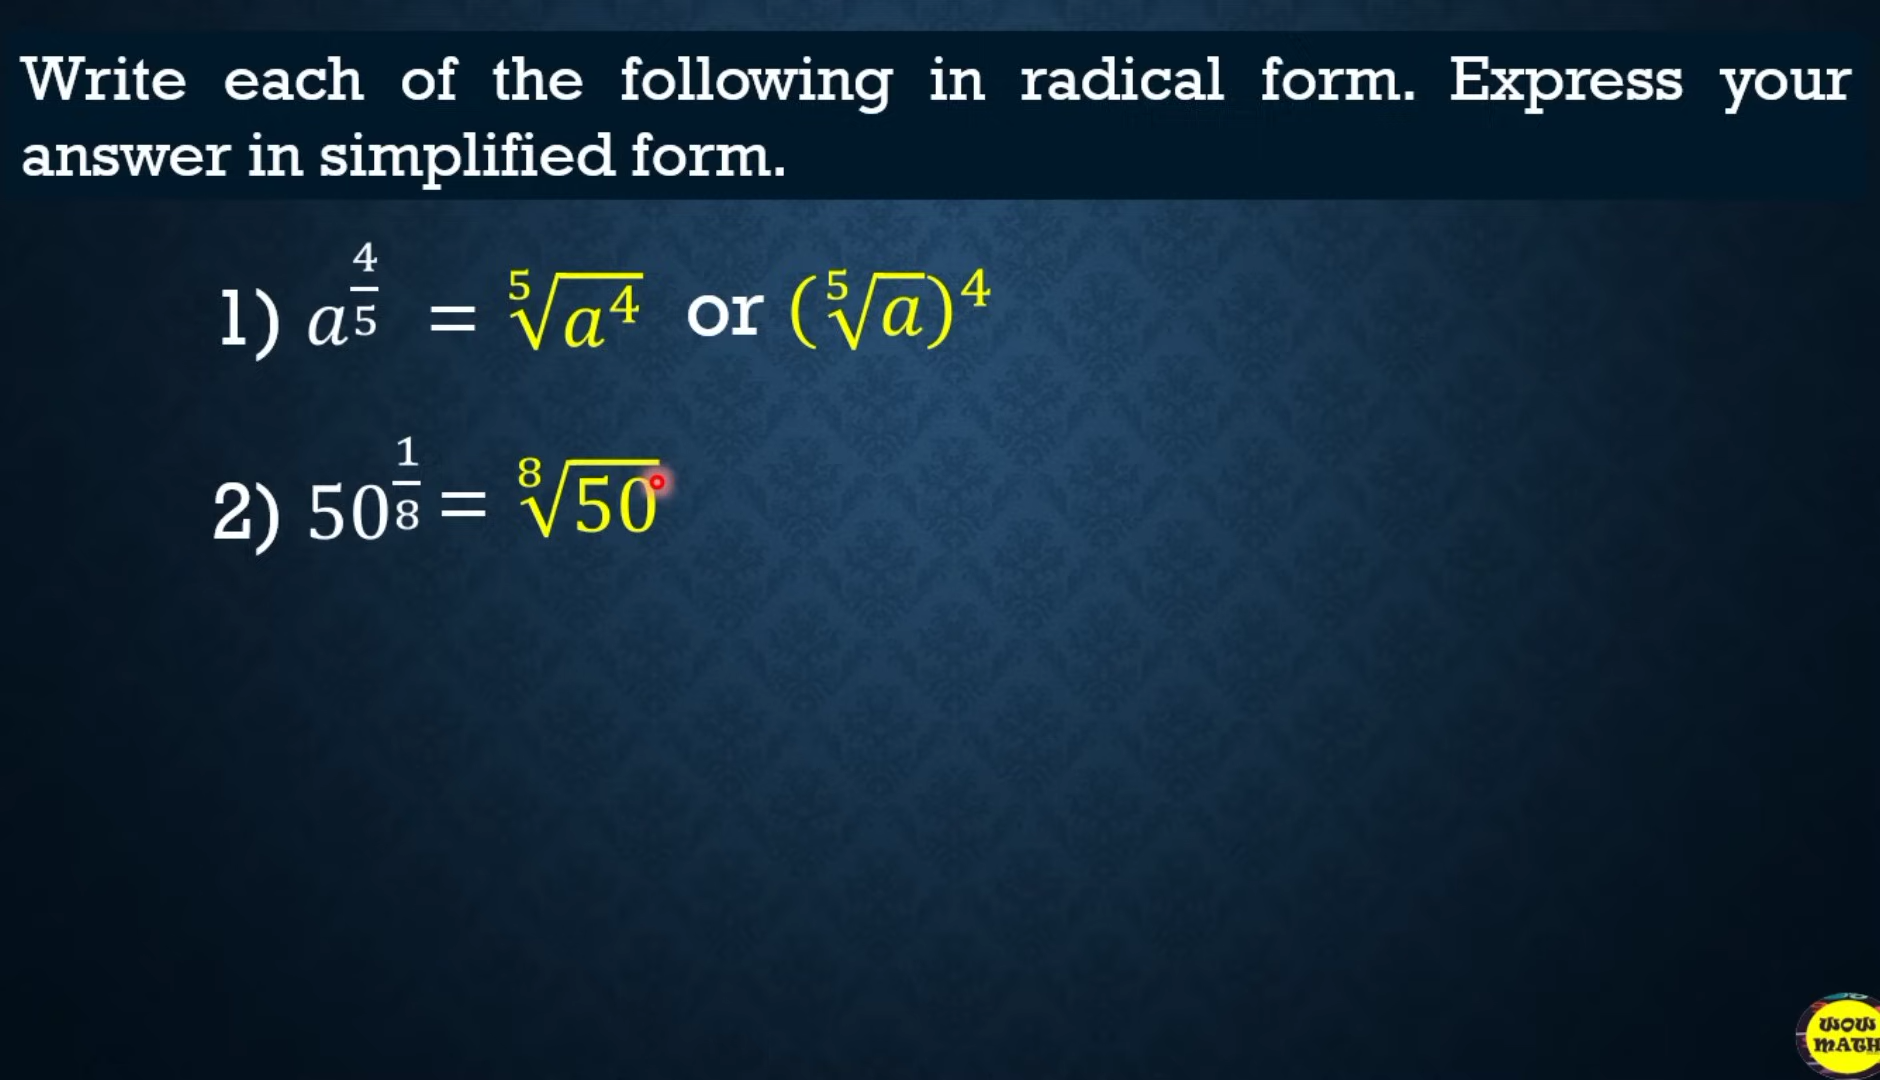 Write each of the following in radical form. Express your
answer in simplified form.
1) a^{4/5} = ⁵√(a⁴) or (⁵√a)⁴
2) 50^{1/8} = ⁸√50
WOW
MATH